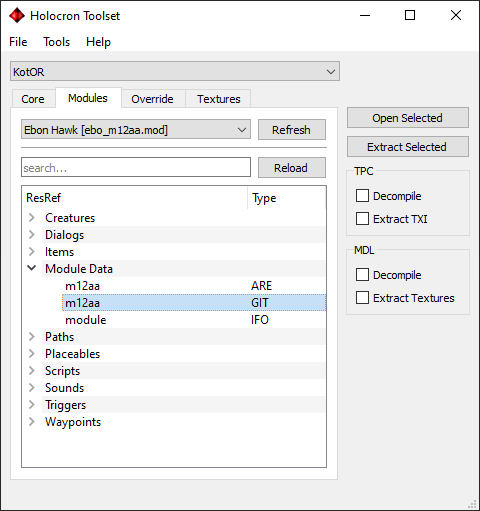 Holocron Toolset
File Tools Help
KotOR
Core Modules Override Textures
Ebon Hawk [ebo_m12aa.mod] Refresh
search... Reload
ResRef Type
Creatures
Dialogs
Items
Module Data
m12aa ARE
m12aa GIT
module IFO
Paths
Placeables
Scripts
Sounds
Triggers
Waypoints
Open Selected
Extract Selected
TPC
Decompile
Extract TXI
MDL
Decompile
Extract Textures